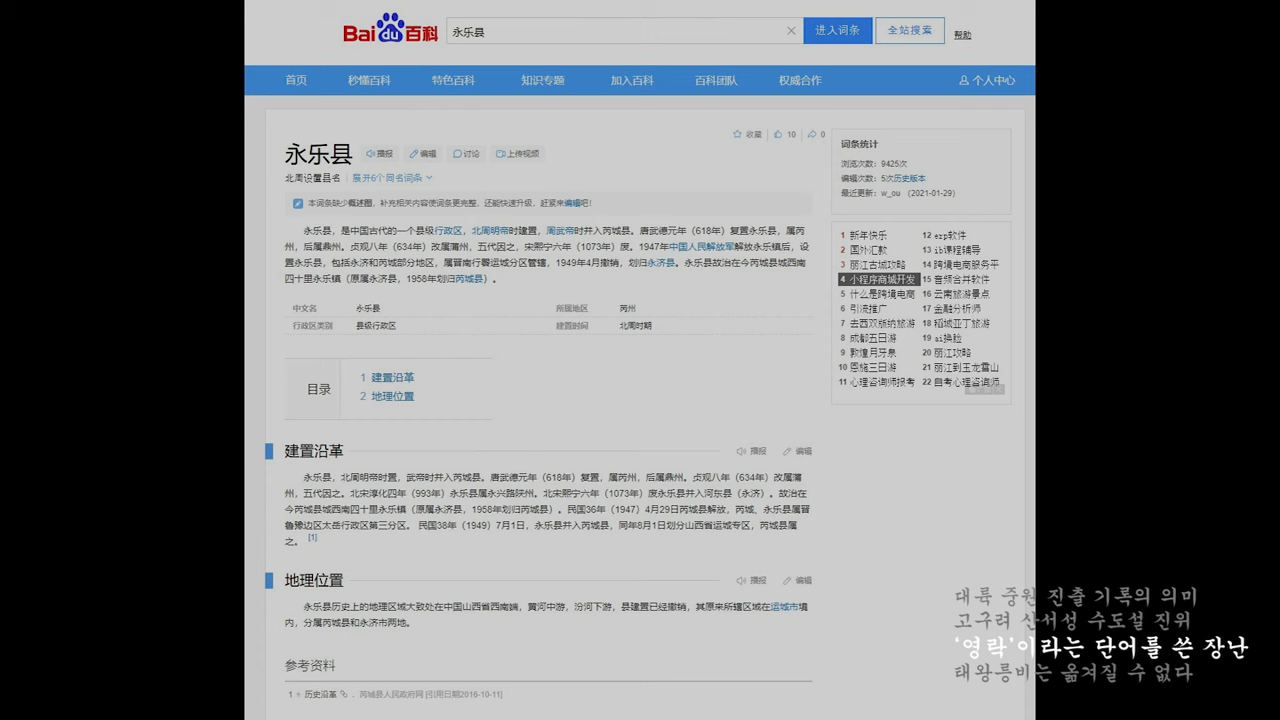 Bai du 百科
永乐县
进入词条
全站搜索
帮助
首页 秒懂百科 特色百科 知识专题 加入百科 百科团队 权威合作 个人中心
收藏 10 0
永乐县 播报 编辑 讨论 上传视频
北周设置县名 展开6个同名词条
本词条缺少概述图，补充相关内容使词条更完整，还能快速升级，赶紧来编辑吧！
永乐县，是中国古代的一个县级行政区，北周明帝时建置，周武帝时并入芮城县。唐武德元年（618年）复置永乐县，属芮
州，后属鼎州。贞观八年（634年）改属蒲州，五代因之，宋熙宁六年（1073年）废。1947年中国人民解放军解放永乐镇后，设
置永乐县，包括永济和芮城部分地区，属晋南行署运城分区管辖，1949年4月撤销，划归永济县。永乐县故治在今芮城县城西南
四十里永乐镇（原属永济县，1958年划归芮城县）。
中文名 永乐县 所属地区 芮州
行政区类别 县级行政区 建置时间 北周时期
目录
1 建置沿革
2 地理位置
建置沿革 播报 编辑
永乐县，北周明帝时置，武帝时并入芮城县。唐武德元年（618年）复置，属芮州，后属鼎州。贞观八年（634年）改属蒲
州，五代因之。北宋淳化四年（993年）永乐县属永兴路陕州。北宋熙宁六年（1073年）废永乐县并入河东县（永济）。故治在
今芮城县城西南四十里永乐镇（原属永济县，1958年划归芮城县）。民国36年（1947）4月29日芮城县解放，芮城、永乐县属晋
鲁豫边区太岳行政区第三分区。 民国38年（1949）7月1日，永乐县并入芮城县，同年8月1日划分山西省运城专区，芮城县属
之。 [1]
地理位置 播报 编辑
永乐县历史上的地理区域大致处在中国山西省西南端，黄河中游，汾河下游，县建置已经撤销，其原来所辖区域在运城市境
内，分属芮城县和永济市两地。
参考资料
1 历史沿革 ．芮城县人民政府网 [引用日期2016-10-11]
词条统计
浏览次数：9425次
编辑次数：5次历史版本
最近更新：w_ou （2021-01-29）
1 新年快乐 12 erp软件
2 国外汇款 13 ib课程辅导
3 丽江古城攻略 14 跨境电商服务平
4 小程序商城开发 15 音频合并软件
5 什么是跨境电商 16 云南旅游景点
6 引流推广 17 金融分析师
7 去西双版纳旅游 18 稻城亚丁旅游
8 成都五日游 19 ai换脸
9 敦煌月牙泉 20 丽江攻略
10 恩施三日游 21 丽江到玉龙雪山
11 心理咨询师报考 22 自考心理咨询师
대륙 중원 진출 기록의 의미
고구려 산서성 수도설 진위
‘영락’이라는 단어를 쓴 장난
태왕릉비는 옮겨질 수 없다